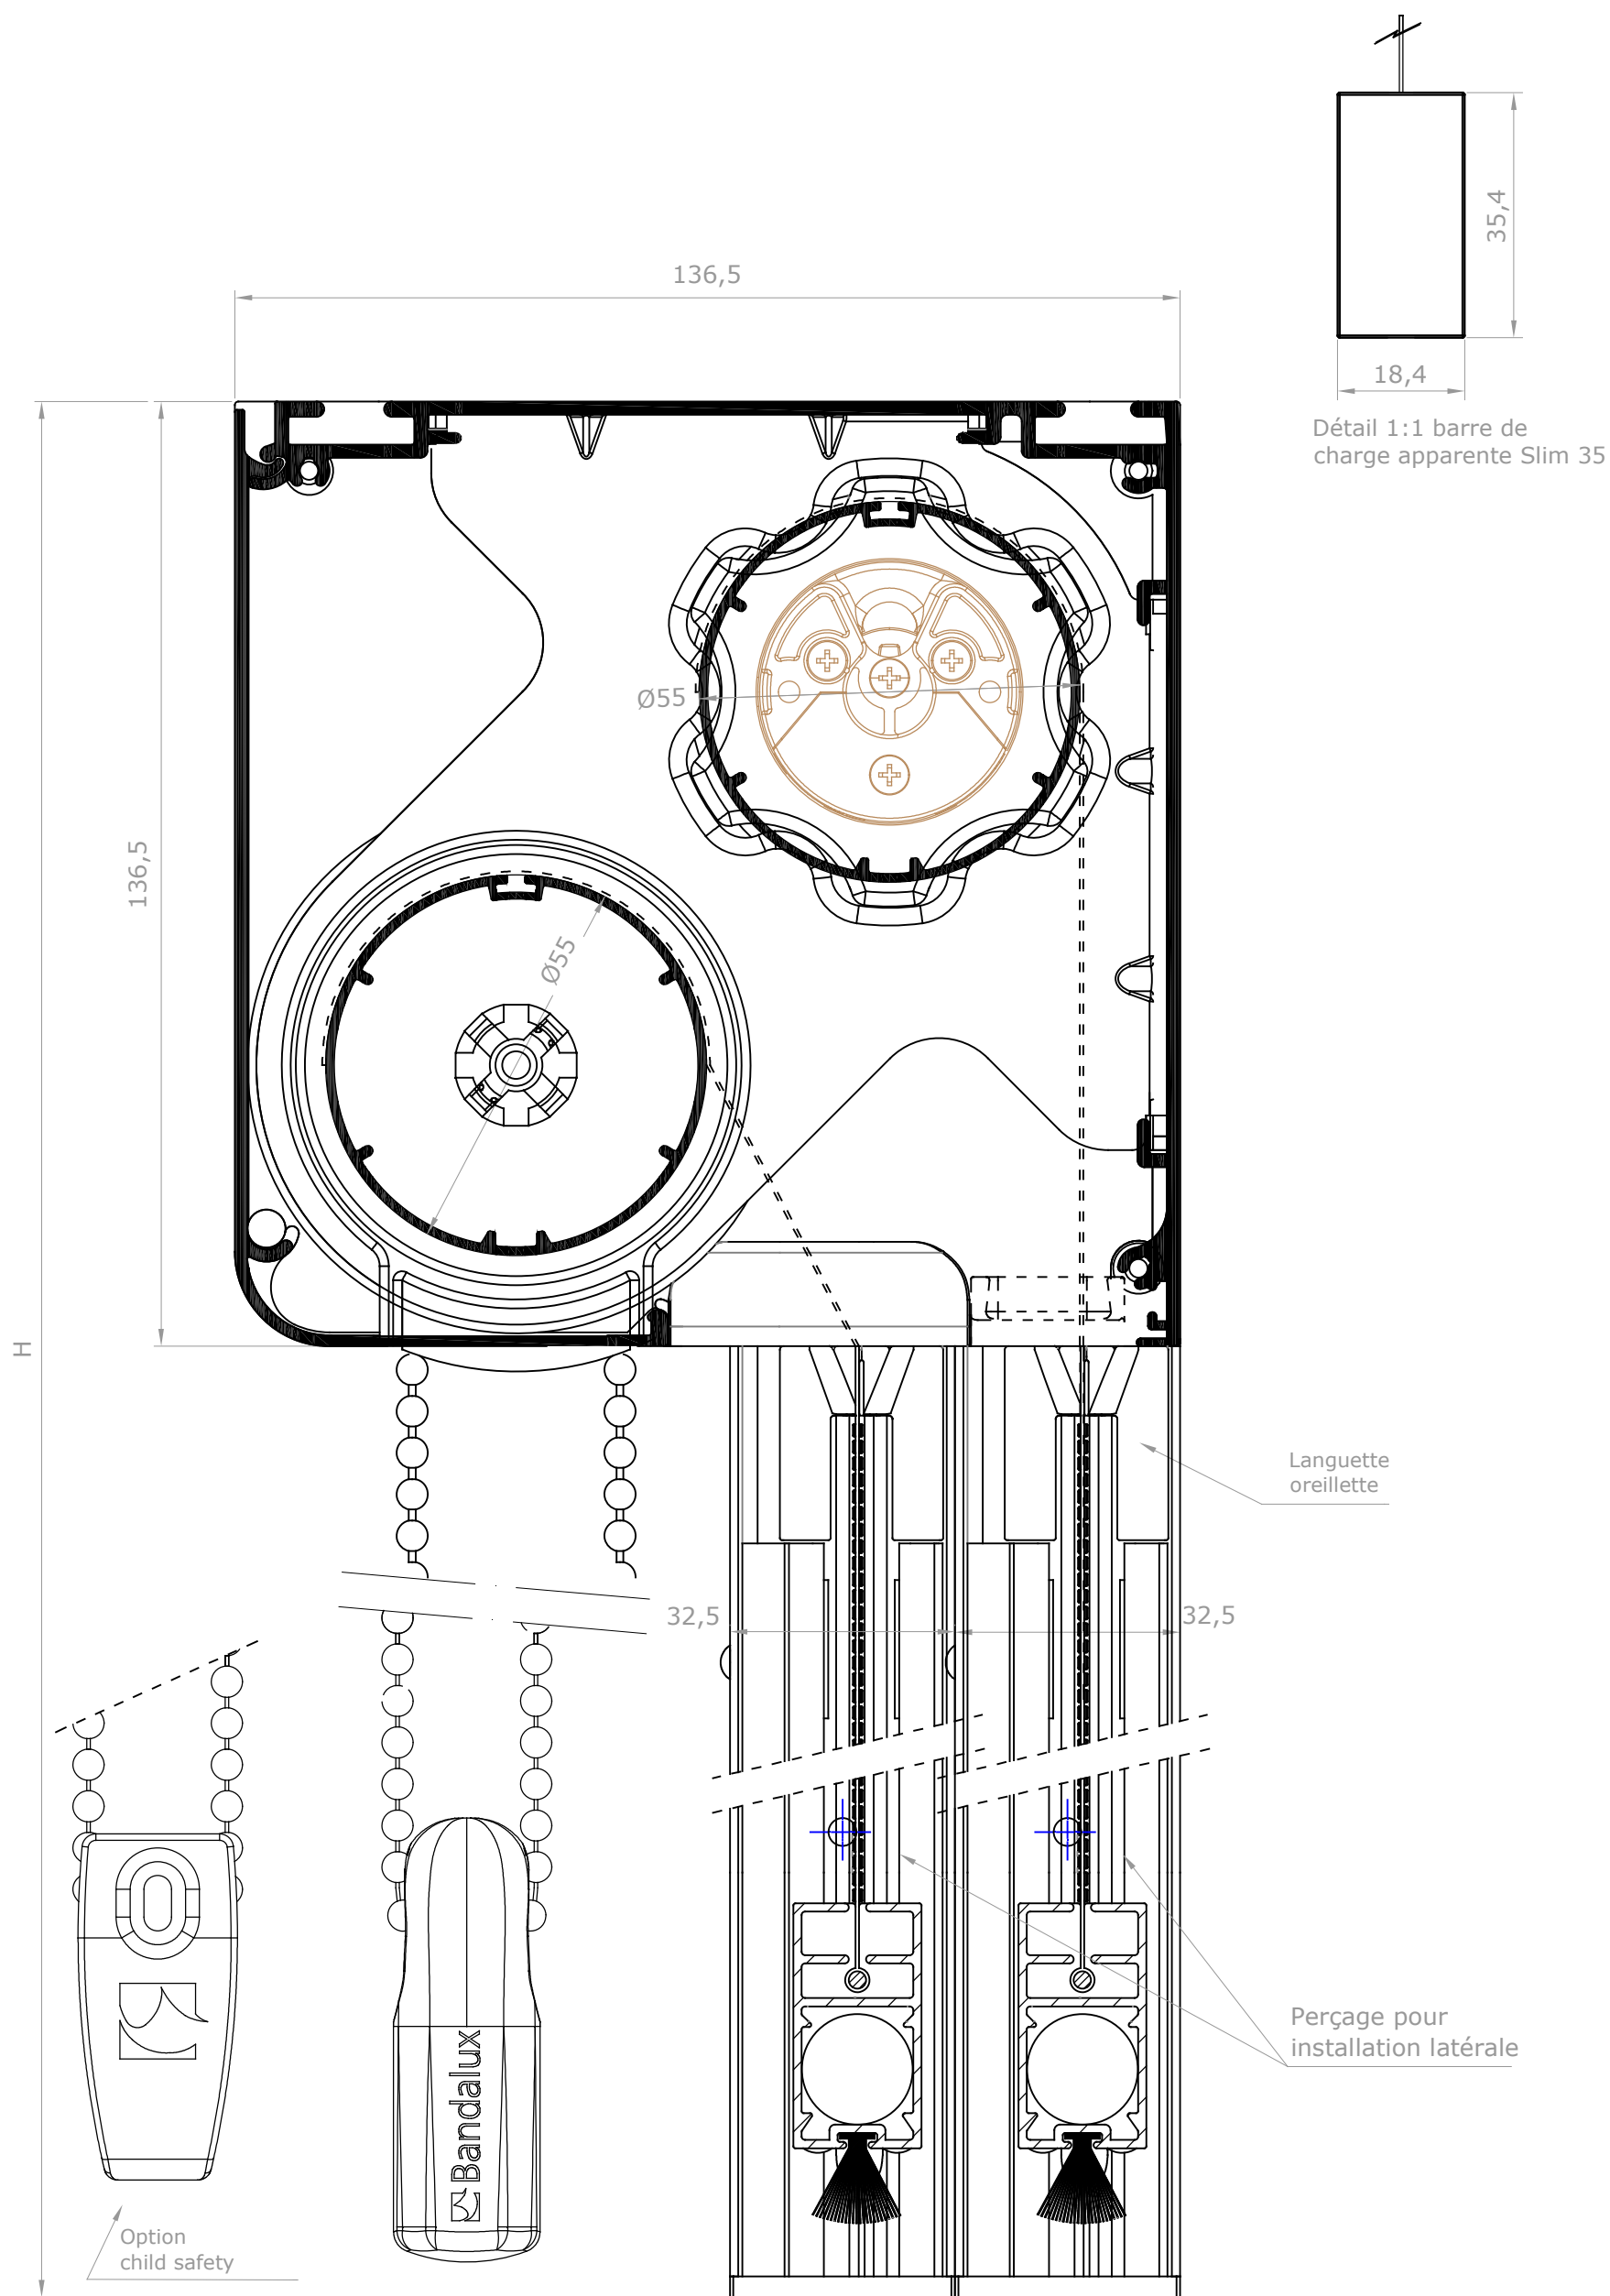 35,4
18,4
Détail 1:1 barre de
charge apparente Slim 35
136,5
136,5
Ø55
Ø55
H
Languette
oreillette
32,5
32,5
Perçage pour
installation latérale
Bandalux
Option
child safety